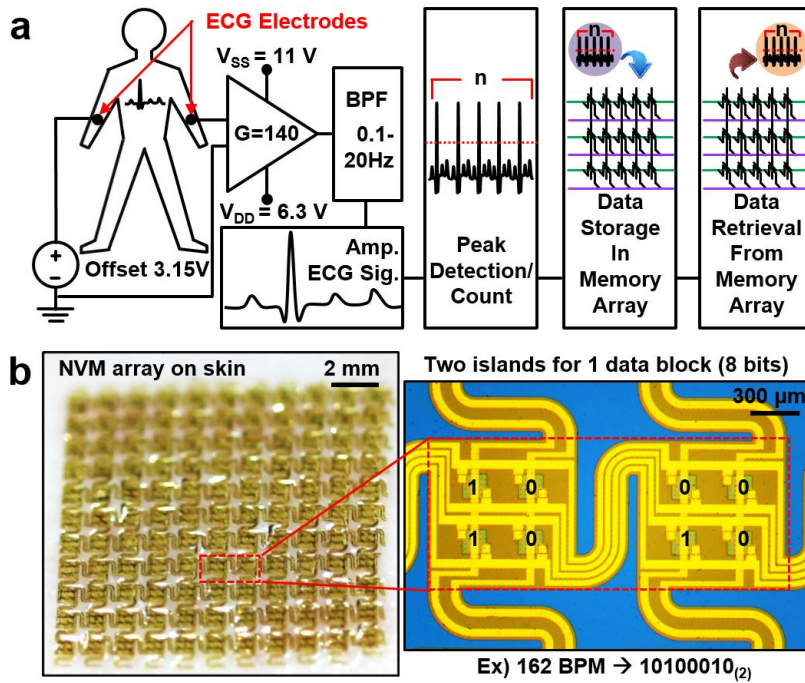 a
ECG Electrodes
V_SS = 11 V
G=140
V_DD = 6.3 V
Offset 3.15V
BPF
0.1-
20Hz
Amp.
ECG Sig.
n
Peak
Detection/
Count
n
Data
Storage
In
Memory
Array
n
Data
Retrieval
From
Memory
Array
b
NVM array on skin
2 mm
Two islands for 1 data block (8 bits)
300 µm
1 0 0 0
1 0 1 0
Ex) 162 BPM → 10100010_(2)